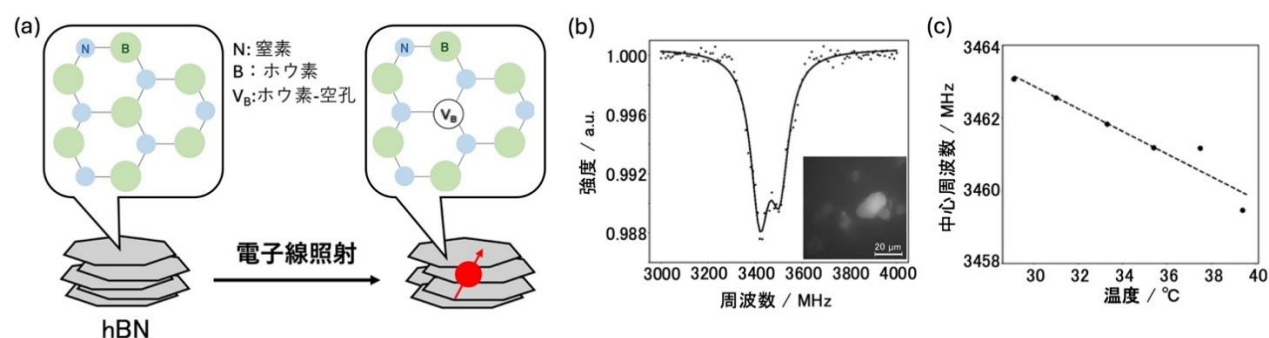 (a)
N B
N: 窒素
B：ホウ素
V_B:ホウ素-空孔
N B
V_B
電子線照射
hBN
(b)
強度 / a.u.
1.000
0.996
0.992
0.988
20 μm
3000 3200 3400 3600 3800 4000
周波数 / MHz
(c)
中心周波数 / MHz
3464
3462
3460
3458
30 32 34 36 38 40
温度 / ℃